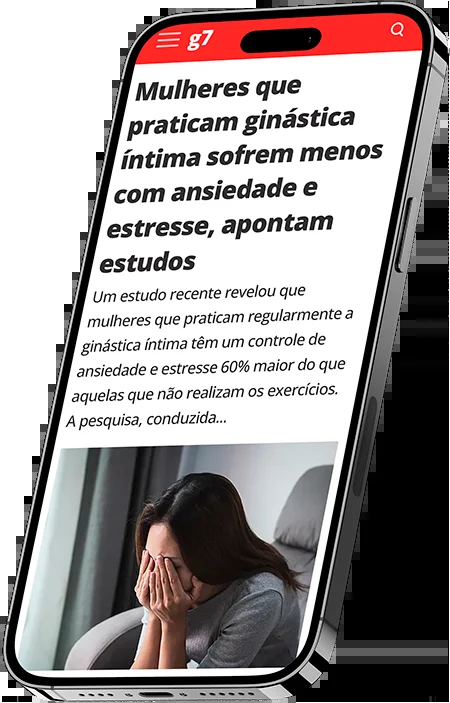 g7
Mulheres que
praticam ginástica
íntima sofrem menos
com ansiedade e
estresse, apontam
estudos
Um estudo recente revelou que
mulheres que praticam regularmente a
ginástica íntima têm um controle de
ansiedade e estresse 60% maior do que
aquelas que não realizam os exercícios.
A pesquisa, conduzida...